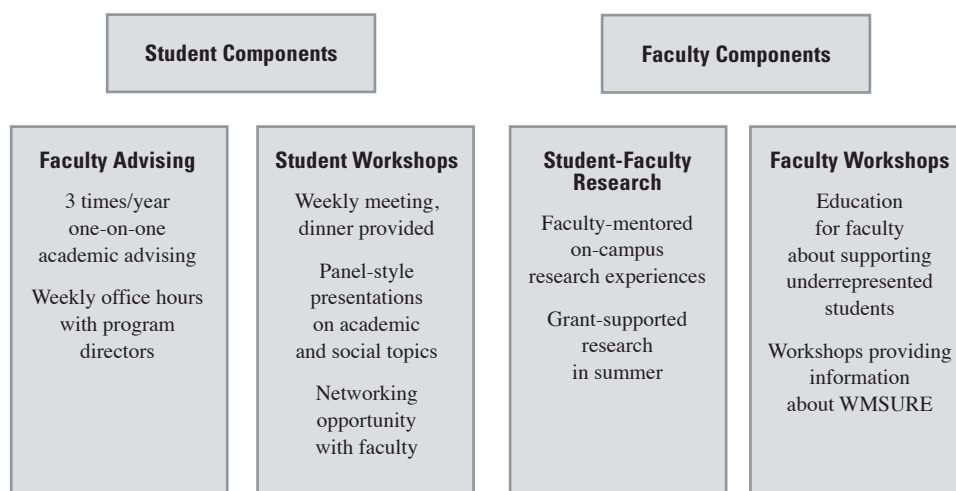 Student Components
Faculty Components
Faculty Advising
3 times/year
one-on-one
academic advising
Weekly office hours
with program
directors
Student Workshops
Weekly meeting,
dinner provided
Panel-style
presentations
on academic
and social topics
Networking
opportunity
with faculty
Student-Faculty
Research
Faculty-mentored
on-campus
research experiences
Grant-supported
research
in summer
Faculty Workshops
Education
for faculty
about supporting
underrepresented
students
Workshops providing
information
about WMSURE